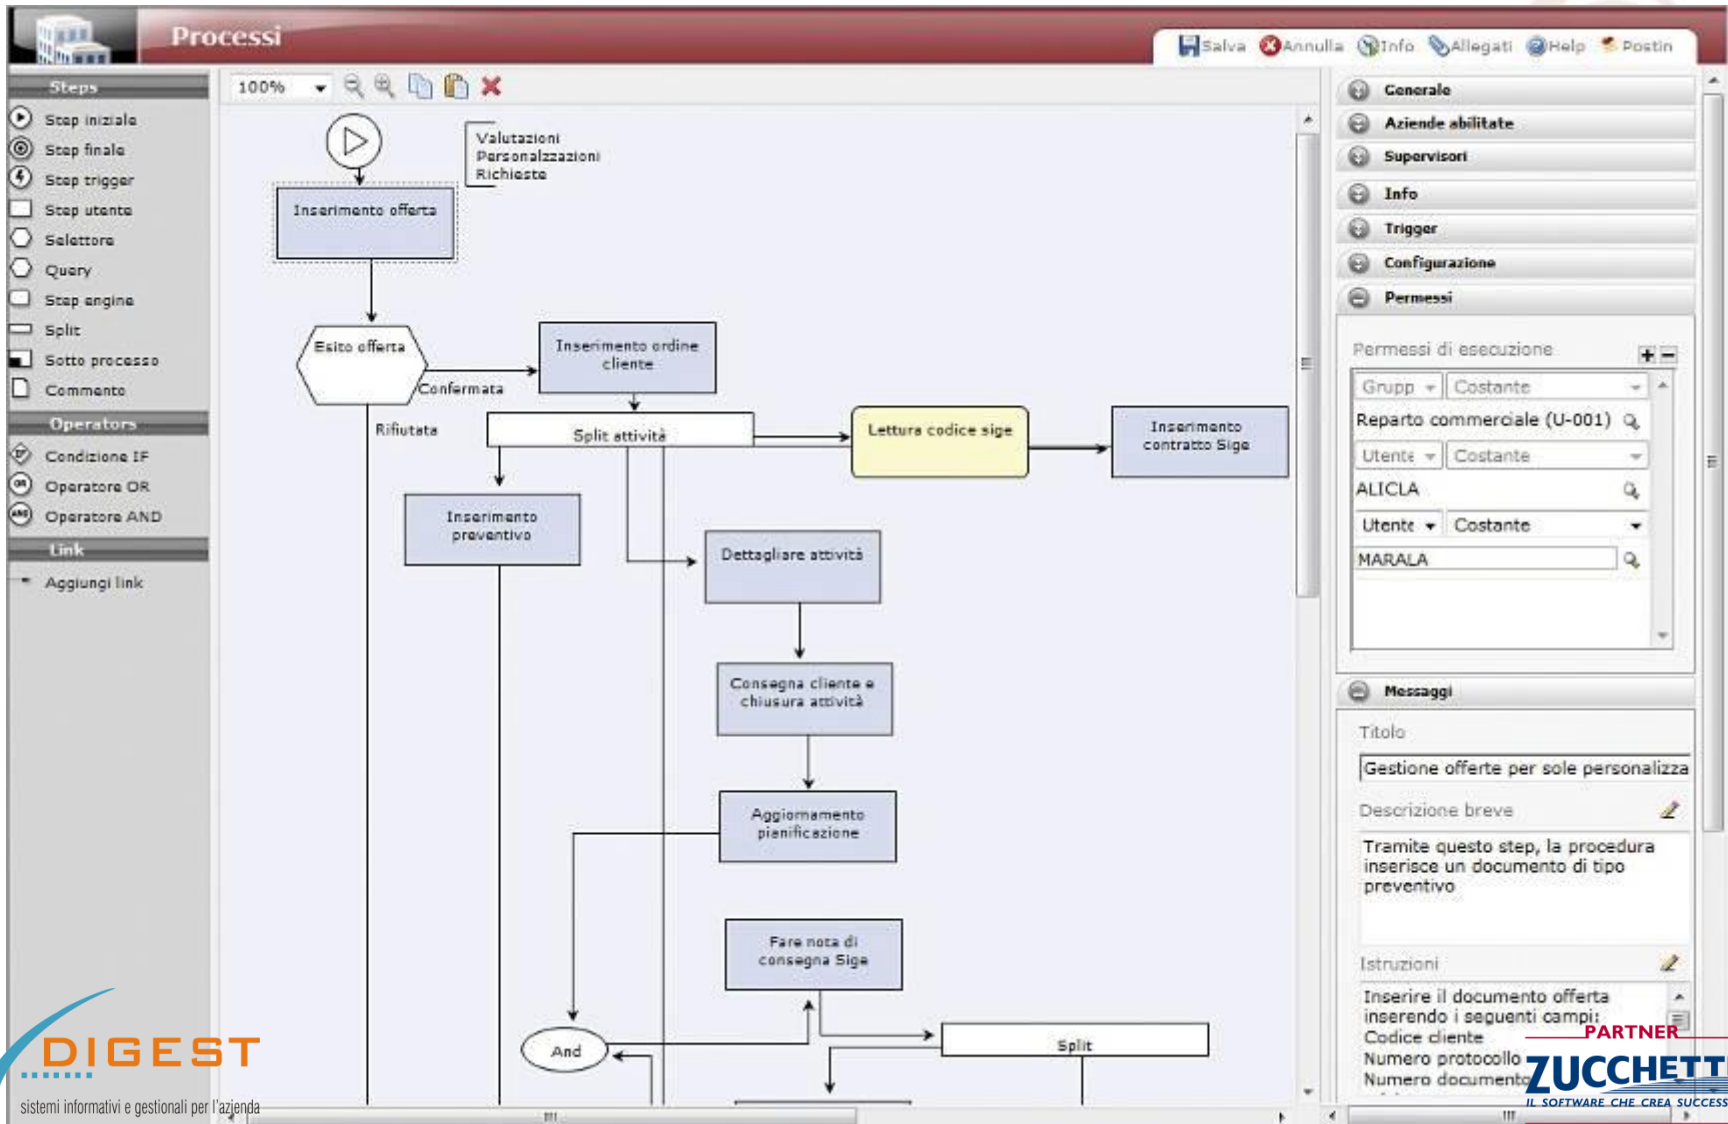 Processi
Salva Annulla Info Allegati Help Postin
Steps
Step iniziale
Step finale
Step trigger
Step utente
Selettore
Query
Step engine
Split
Sotto processo
Commento
Operators
Condizione IF
Operatore OR
Operatore AND
Link
Aggiungi link
100%
Valutazioni
Personalzzazioni
Richieste
Inserimento offerta
Esito offerta
Confermata
Rifiutata
Inserimento ordine
cliente
Split attività
Lettura codice sige
Inserimento
contratto Sige
Inserimento
preventivo
Dettagliare attività
Consegna cliente e
chiusura attività
Aggiornamento
pianificazione
Fare nota di
consegna Sige
And
Split
Generale
Aziende abilitate
Supervisori
Info
Trigger
Configurazione
Permessi
Permessi di esecuzione
Grupp Costante
Reparto commerciale (U-001)
Utente Costante
ALICLA
Utente Costante
MARALA
Messaggi
Titolo
Gestione offerte per sole personalizza
Descrizione breve
Tramite questo step, la procedura
inserisce un documento di tipo
preventivo
Istruzioni
Inserire il documento offerta
inserendo i seguenti campi:
Codice cliente
Numero protocollo
Numero documento
DIGEST
sistemi informativi e gestionali per l'azienda
PARTNER
ZUCCHETTI
IL SOFTWARE CHE CREA SUCCESS